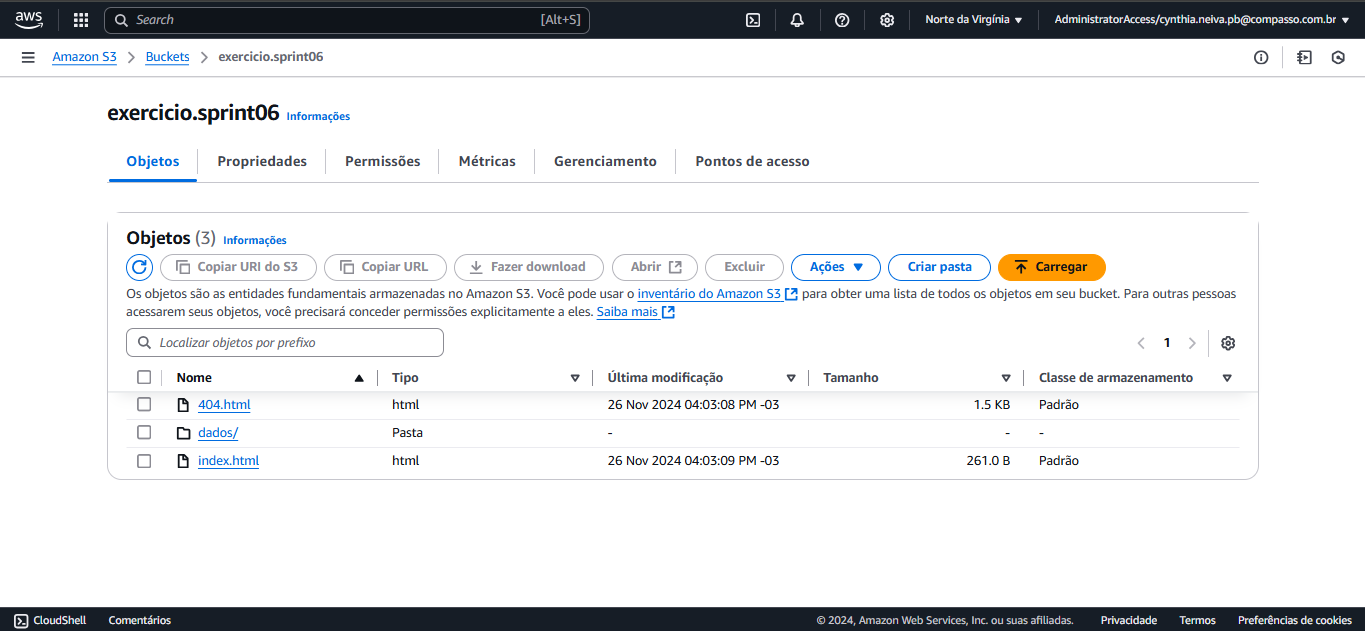 aws Search [Alt+S] Norte da Virgínia AdministratorAccess/cynthia.neiva.pb@compasso.com.br
Amazon S3 Buckets exercicio.sprint06
exercicio.sprint06 Informações
Objetos Propriedades Permissões Métricas Gerenciamento Pontos de acesso
Objetos (3) Informações
Copiar URI do S3 Copiar URL Fazer download Abrir Excluir Ações Criar pasta Carregar
Os objetos são as entidades fundamentais armazenadas no Amazon S3. Você pode usar o inventário do Amazon S3 para obter uma lista de todos os objetos em seu bucket. Para outras pessoas
acessarem seus objetos, você precisará conceder permissões explicitamente a eles. Saiba mais
Localizar objetos por prefixo 1
Nome Tipo Última modificação Tamanho Classe de armazenamento
404.html html 26 Nov 2024 04:03:08 PM -03 1.5 KB Padrão
dados/ Pasta - - -
index.html html 26 Nov 2024 04:03:09 PM -03 261.0 B Padrão
CloudShell Comentários © 2024, Amazon Web Services, Inc. ou suas afiliadas. Privacidade Termos Preferências de cookies